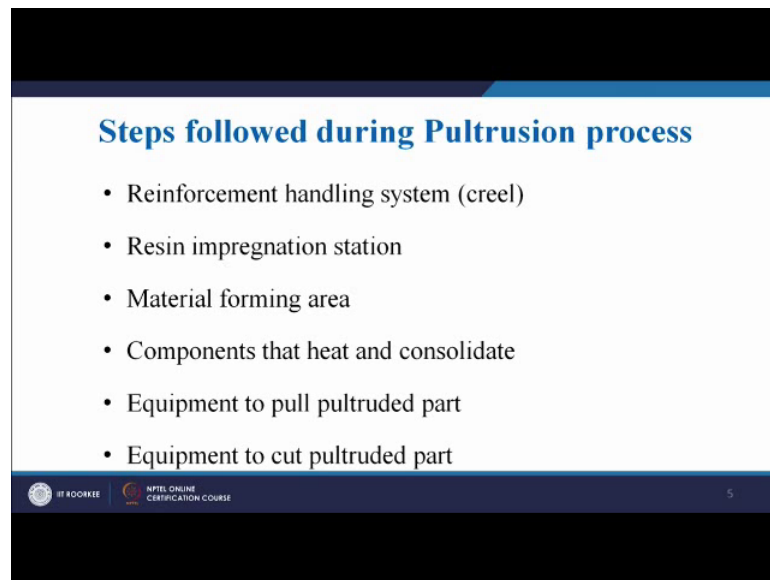 Steps followed during Pultrusion process
• Reinforcement handling system (creel)
• Resin impregnation station
• Material forming area
• Components that heat and consolidate
• Equipment to pull pultruded part
• Equipment to cut pultruded part
IIT ROORKEE
NPTEL ONLINE
CERTIFICATION COURSE
5